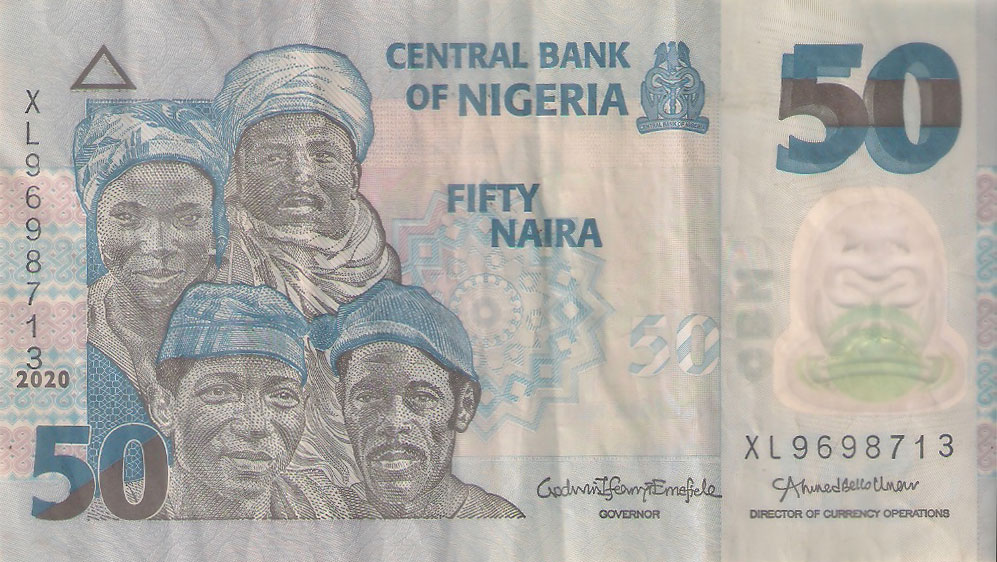 CENTRAL BANK
OF NIGERIA
CENTRAL BANK OF NIGERIA
50
XL9698713
FIFTY
NAIRA
CBN
50
2020
50
XL9698713
Godwin Ifeanyi Emefiele
Ahmed Bello Umar
GOVERNOR
DIRECTOR OF CURRENCY OPERATIONS